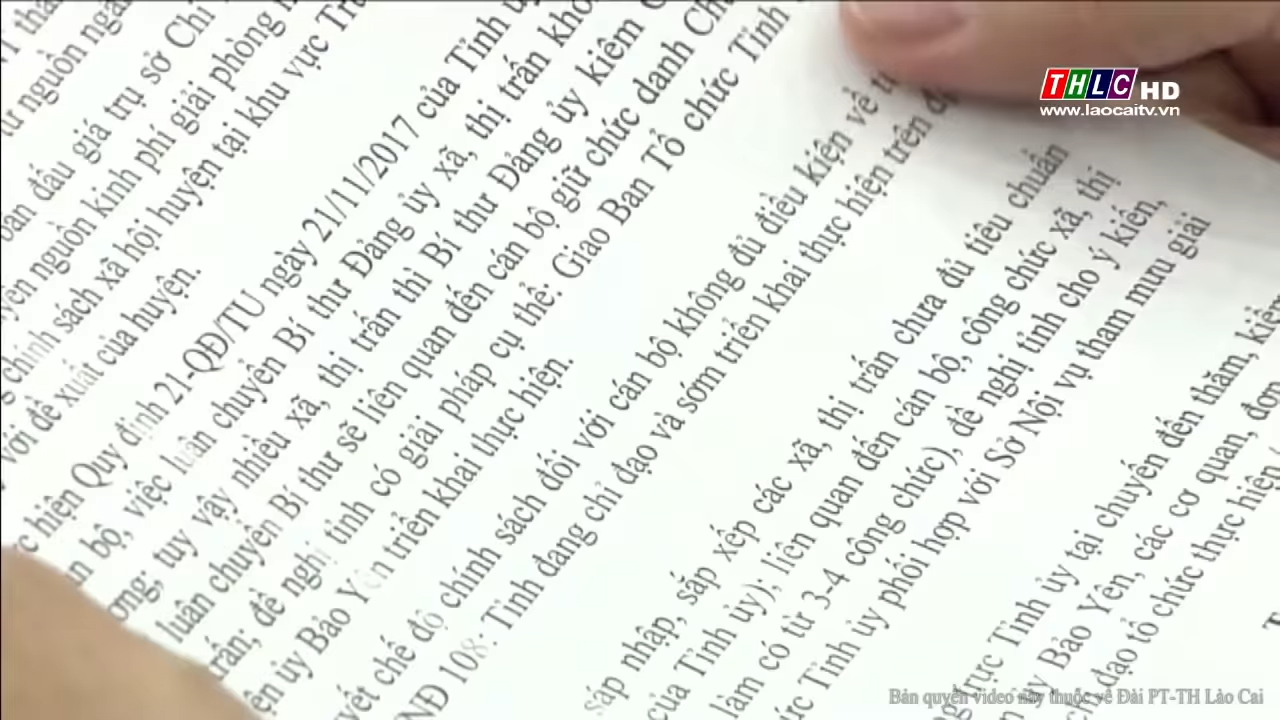 THLC HD
www.laocaitv.vn
từ nguồn
bán đấu giá trụ sở Chi
nguồn kinh phí giải phóng
chính sách xã hội huyện tại khu vực
với đề xuất của huyện.
hiện Quy định 21-QĐ/TU ngày 21/11/2017 của Tỉnh
bộ, việc luân chuyển Bí thư Đảng ủy xã, thị trấn
tuy vậy nhiều xã, thị trấn thì Bí thư Đảng ủy kiêm
luân chuyển Bí thư sẽ liên quan đến cán bộ giữ chức danh
trấn; đề nghị tỉnh có giải pháp cụ thể: Giao Ban Tổ chức Tỉnh
ủy Bảo Yên triển khai thực hiện.
chế độ chính sách đối với cán bộ không đủ điều kiện về
108: Tỉnh đang chỉ đạo và sớm triển khai thực hiện trên
sáp nhập, sắp xếp các xã, thị trấn chưa đủ tiêu chuẩn
của Tỉnh ủy); liên quan đến cán bộ, công chức xã, thị
làm có từ 3-4 công chức), đề nghị tỉnh cho ý kiến,
Tỉnh ủy phối hợp với Sở Nội vụ tham mưu giải
trực Tỉnh ủy tại chuyến đến thăm,
Bảo Yên, các cơ quan, đơn
đạo tổ chức thực hiện
Bản quyền video này thuộc về Đài PT-TH Lào Cai